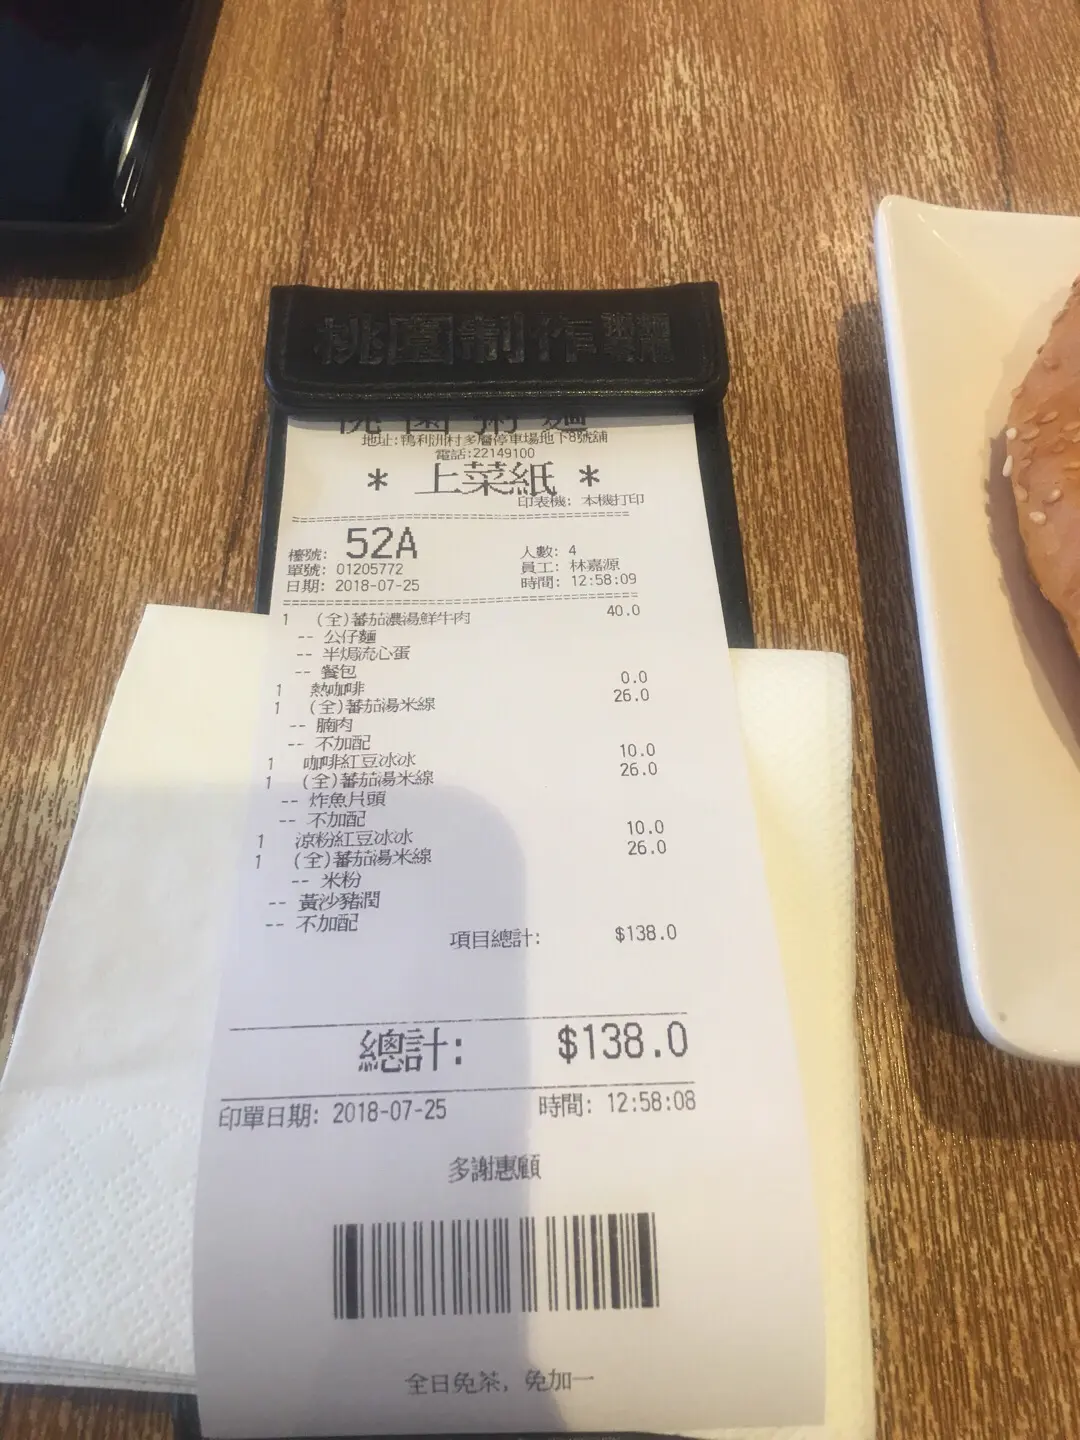 桃園制作麵
桃園粥麵
地址:鴨利洲村多層停車場地下8號舖
電話:22149100
* 上菜紙 *
印表機: 本機打印
檯號: 52A 人數: 4
單號: 01205772 員工: 林嘉源
日期: 2018-07-25 時間: 12:58:09
1 (全)蕃茄濃湯鮮牛肉 40.0
-- 公仔麵
-- 半焗流心蛋
-- 餐包
1 熱咖啡 0.0
1 (全)蕃茄湯米線 26.0
-- 腩肉
-- 不加配
1 咖啡紅豆冰冰 10.0
1 (全)蕃茄湯米線 26.0
-- 炸魚片頭
-- 不加配
1 涼粉紅豆冰冰 10.0
1 (全)蕃茄湯米線 26.0
-- 米粉
-- 黃沙豬潤
-- 不加配
項目總計: $138.0
總計: $138.0
印單日期: 2018-07-25 時間: 12:58:08
多謝惠顧
全日免茶, 免加一